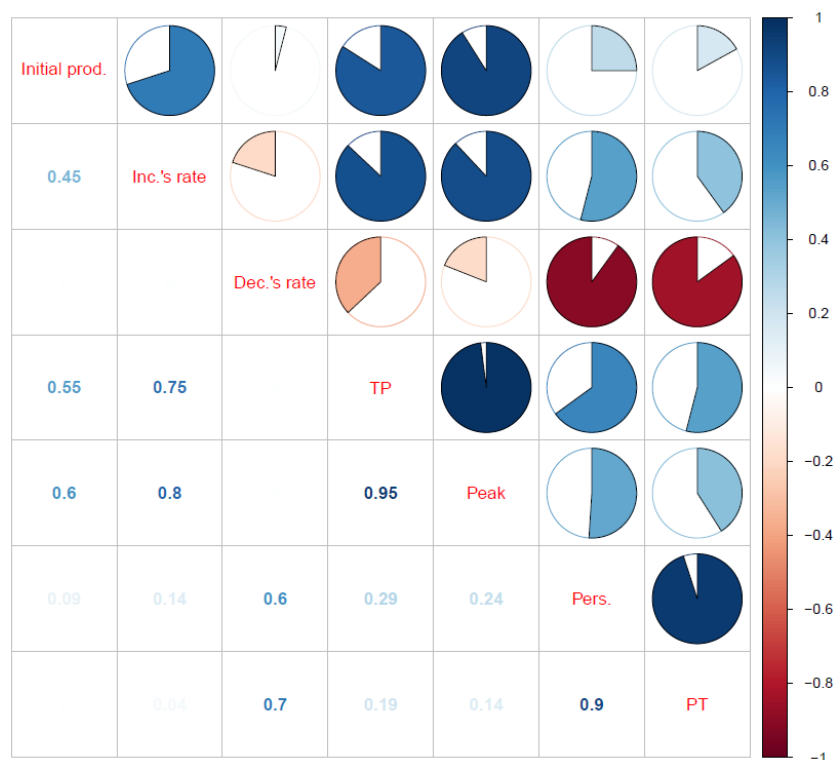 Initial prod.
0.45 Inc.'s rate
Dec.'s rate
0.55 0.75 TP
0.6 0.8 0.95 Peak
0.09 0.14 0.6 0.29 0.24 Pers.
0.04 0.7 0.19 0.14 0.9 PT
1
0.8
0.6
0.4
0.2
0
-0.2
-0.4
-0.6
-0.8
-1